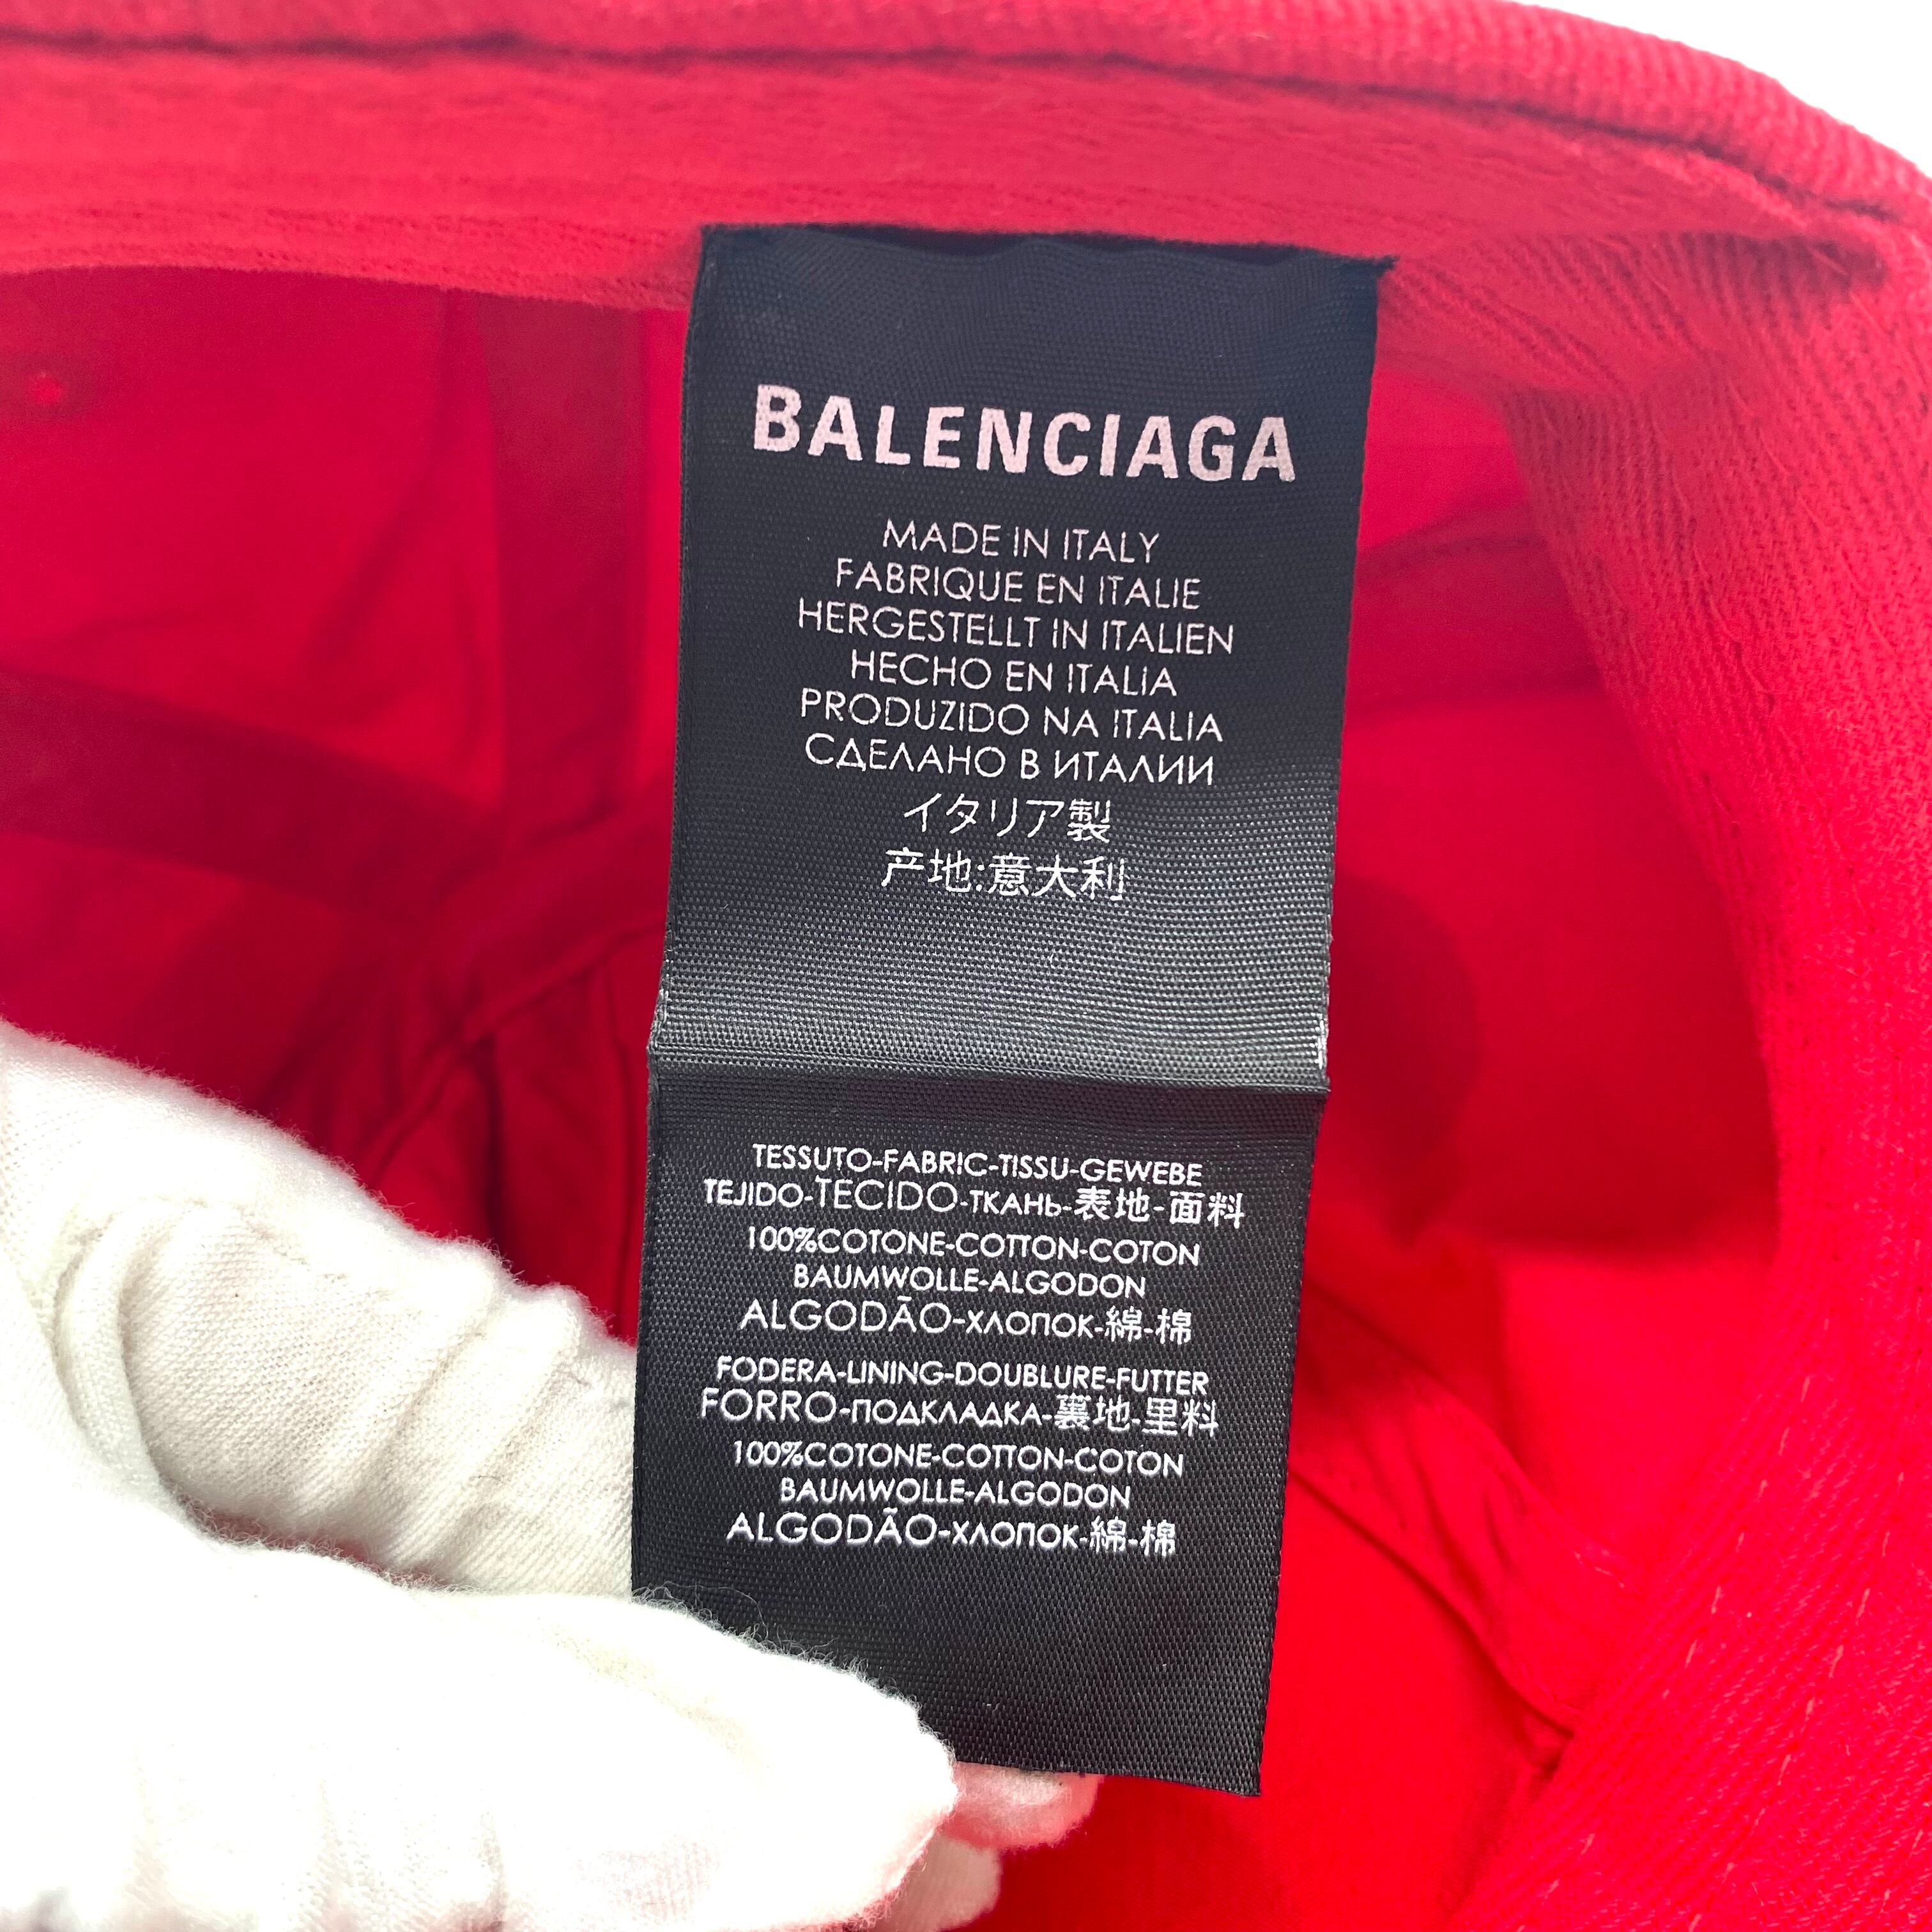 BALENCIAGA
MADE IN ITALY
FABRIQUE EN ITALIE
HERGESTELLT IN ITALIEN
HECHO EN ITALIA
PRODUZIDO NA ITALIA
СДЕЛАНО В ИТАЛИИ
イタリア製
产地:意大利
TESSUTO-FABRIC-TISSU-GEWEBE
TEJIDO-TECIDO-ТКАНЬ-表地-面料
100%COTONE-COTTON-COTON
BAUMWOLLE-ALGODON
ALGODÃO-ХЛОПОК-綿-棉
FODERA-LINING-DOUBLURE-FUTTER
FORRO-ПОДКЛАДКА-裏地-里料
100%COTONE-COTTON-COTON
BAUMWOLLE-ALGODON
ALGODÃO-ХЛОПОК-綿-棉